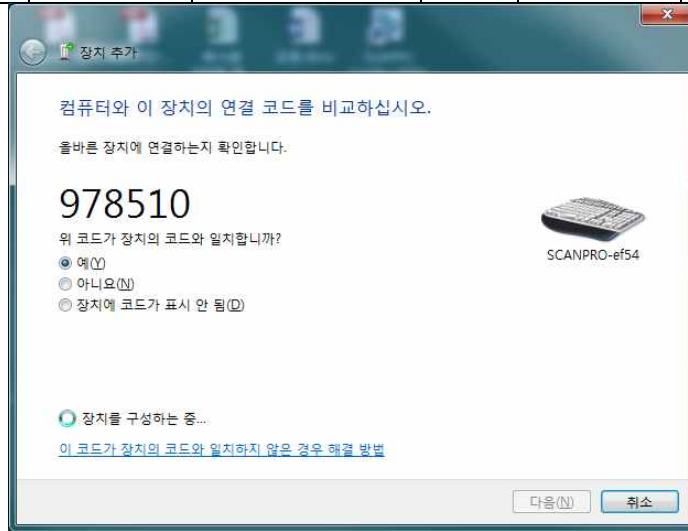 장치 추가
컴퓨터와 이 장치의 연결 코드를 비교하십시오.
올바른 장치에 연결하는지 확인합니다.
978510
위 코드가 장치의 코드와 일치합니까?
예(Y)
아니요(N)
장치에 코드가 표시 안 됨(D)
SCANPRO-ef54
장치를 구성하는 중...
이 코드가 장치의 코드와 일치하지 않은 경우 해결 방법
다음(N) 취소